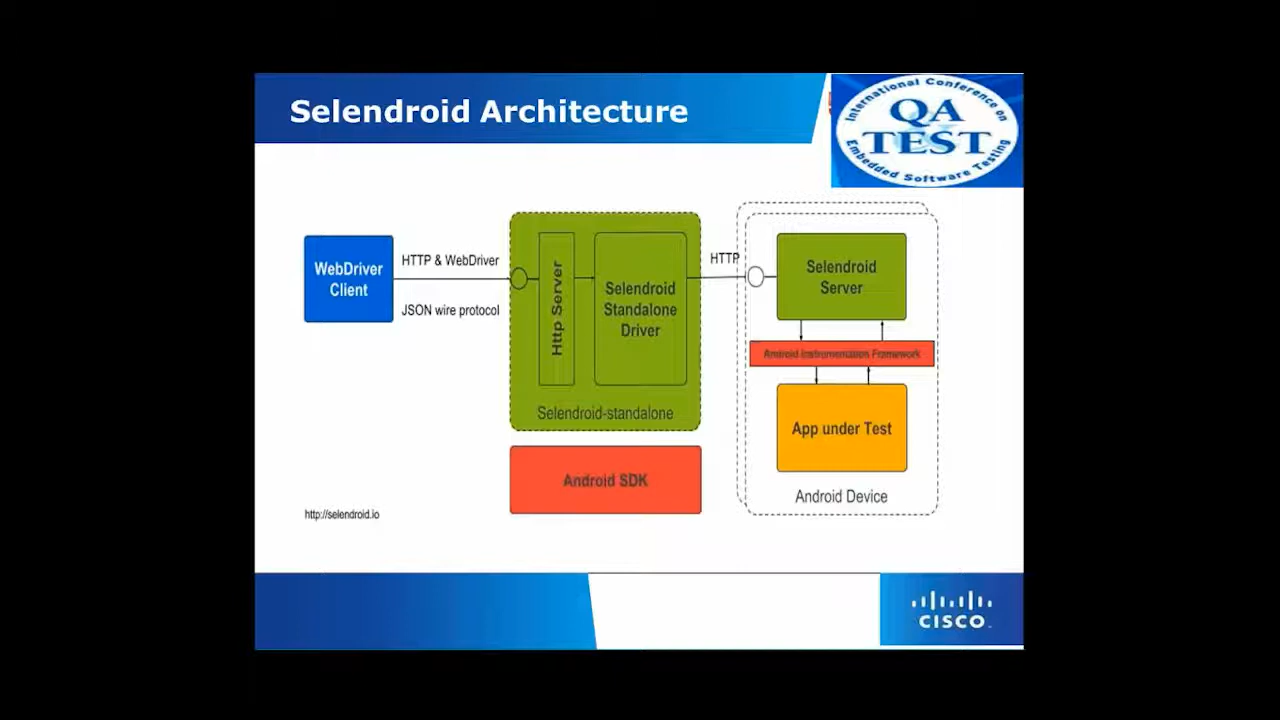 Selendroid Architecture
International Conference on
QA
&
TEST
Embedded Software Testing
WebDriver
Client
HTTP & WebDriver
JSON wire protocol
Http Server
Selendroid
Standalone
Driver
Selendroid-standalone
Android SDK
HTTP
Selendroid
Server
Android Instrumentation Framework
App under Test
Android Device
http://selendroid.io
CISCO